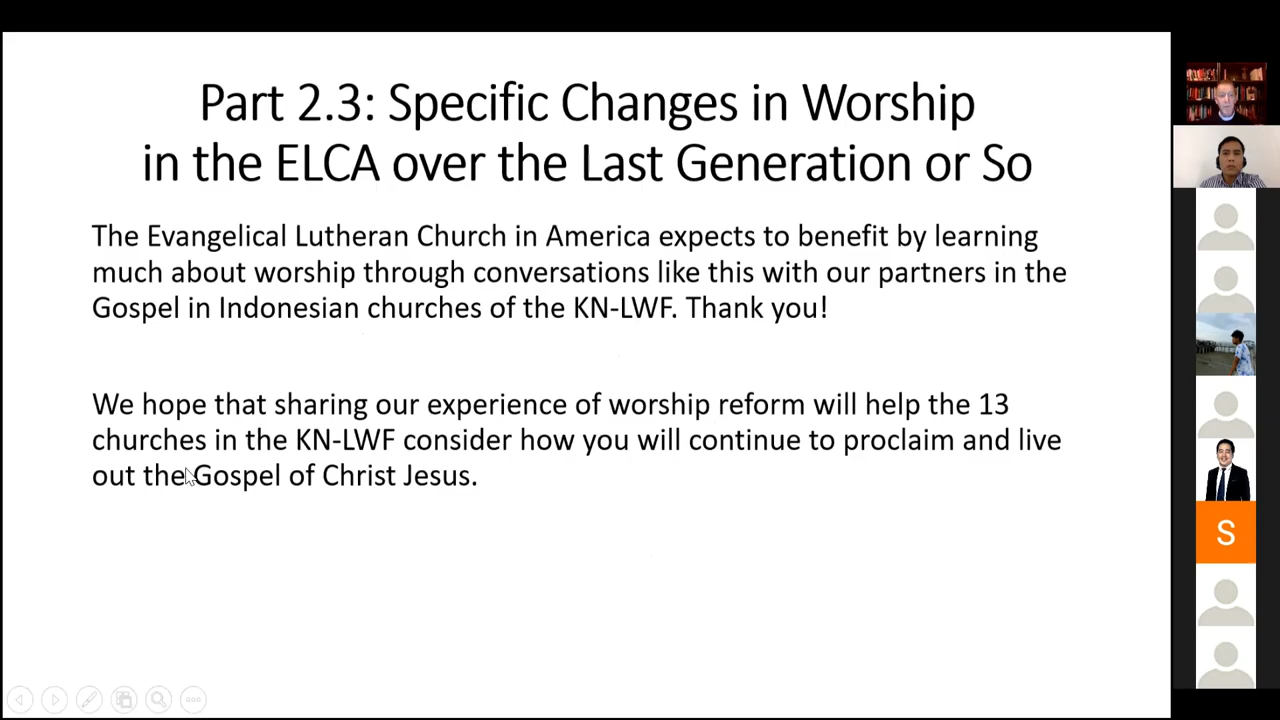 Part 2.3: Specific Changes in Worship
in the ELCA over the Last Generation or So
The Evangelical Lutheran Church in America expects to benefit by learning
much about worship through conversations like this with our partners in the
Gospel in Indonesian churches of the KN-LWF. Thank you!
We hope that sharing our experience of worship reform will help the 13
churches in the KN-LWF consider how you will continue to proclaim and live
out the Gospel of Christ Jesus.
S